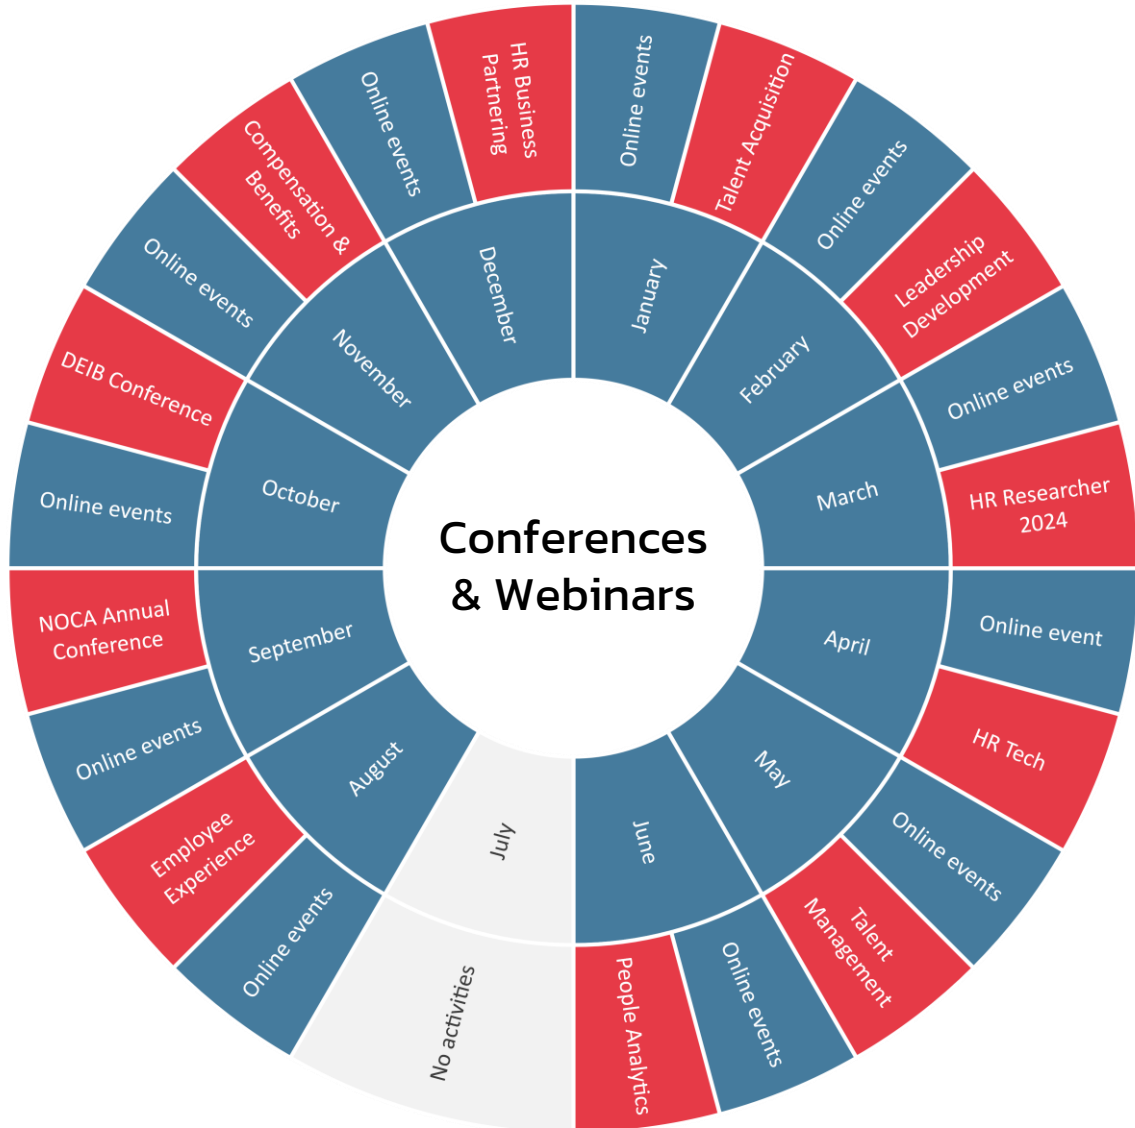 Conferences
& Webinars
January
Online events
Talent Acquisition
February
Online events
Leadership
Development
March
Online events
HR Researcher
2024
April
Online event
HR Tech
May
Online events
Talent
Management
June
Online events
People Analytics
July
No activities
August
Online events
Employee
Experience
September
Online events
NOCA Annual
Conference
October
Online events
DEIB Conference
November
Online events
Compensation &
Benefits
December
Online events
HR Business
Partnering